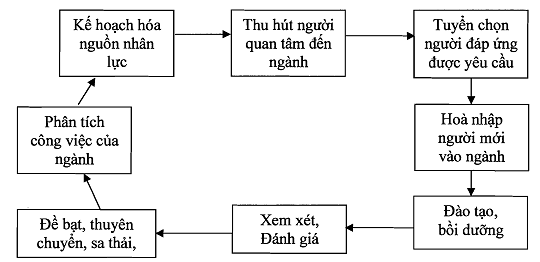 Kế hoạch hóa
nguồn nhân
lực
Thu hút người
quan tâm đến
ngành
Tuyển chọn
người đáp ứng
được yêu cầu
Hoà nhập
người mới
vào ngành
Đào tạo,
bồi dưỡng
Xem xét,
Đánh giá
Đề bạt, thuyên
chuyển, sa thải,
Phân tích
công việc của
ngành